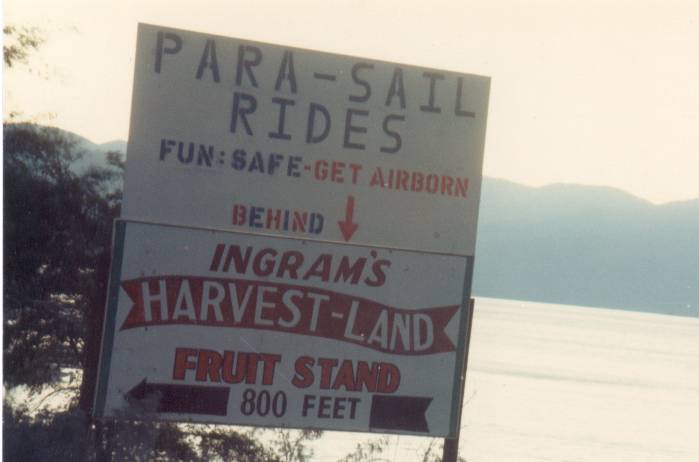 PARA-SAIL
RIDES
FUN: SAFE-GET AIRBORN
BEHIND
INGRAM'S
HARVEST-LAND
FRUIT STAND
800 FEET